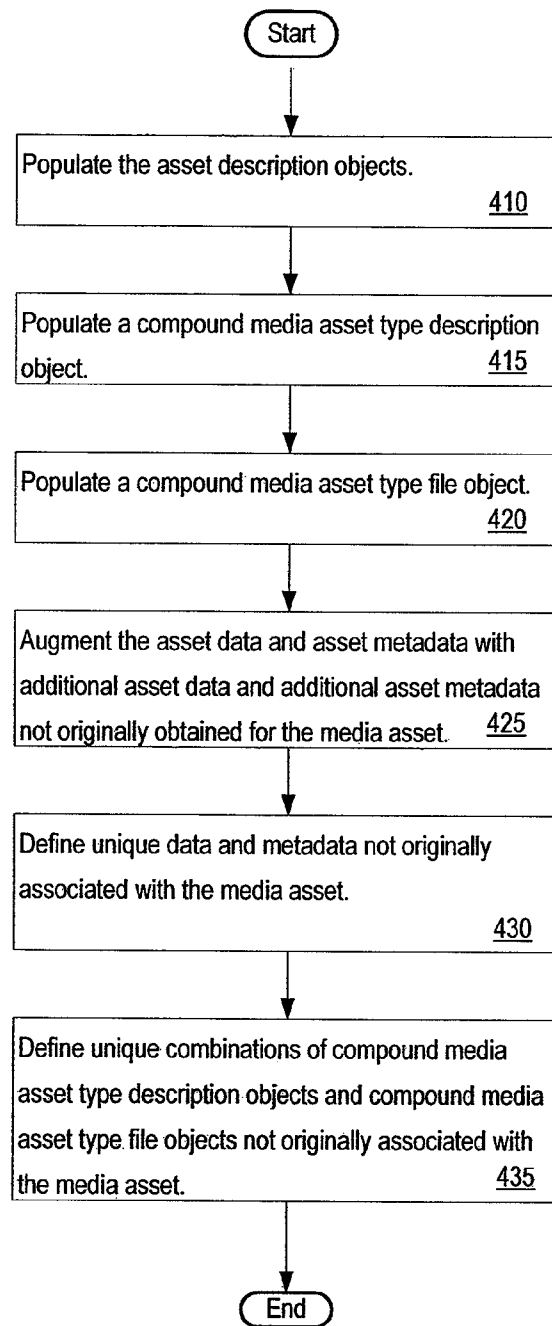 Start
Populate the asset description objects.
410
Populate a compound media asset type description
object.
415
Populate a compound media asset type file object.
420
Augment the asset data and asset metadata with
additional asset data and additional asset metadata
not originally obtained for the media asset.
425
Define unique data and metadata not originally
associated with the media asset.
430
Define unique combinations of compound media
asset type description objects and compound media
asset type file objects not originally associated with
the media asset.
435
End